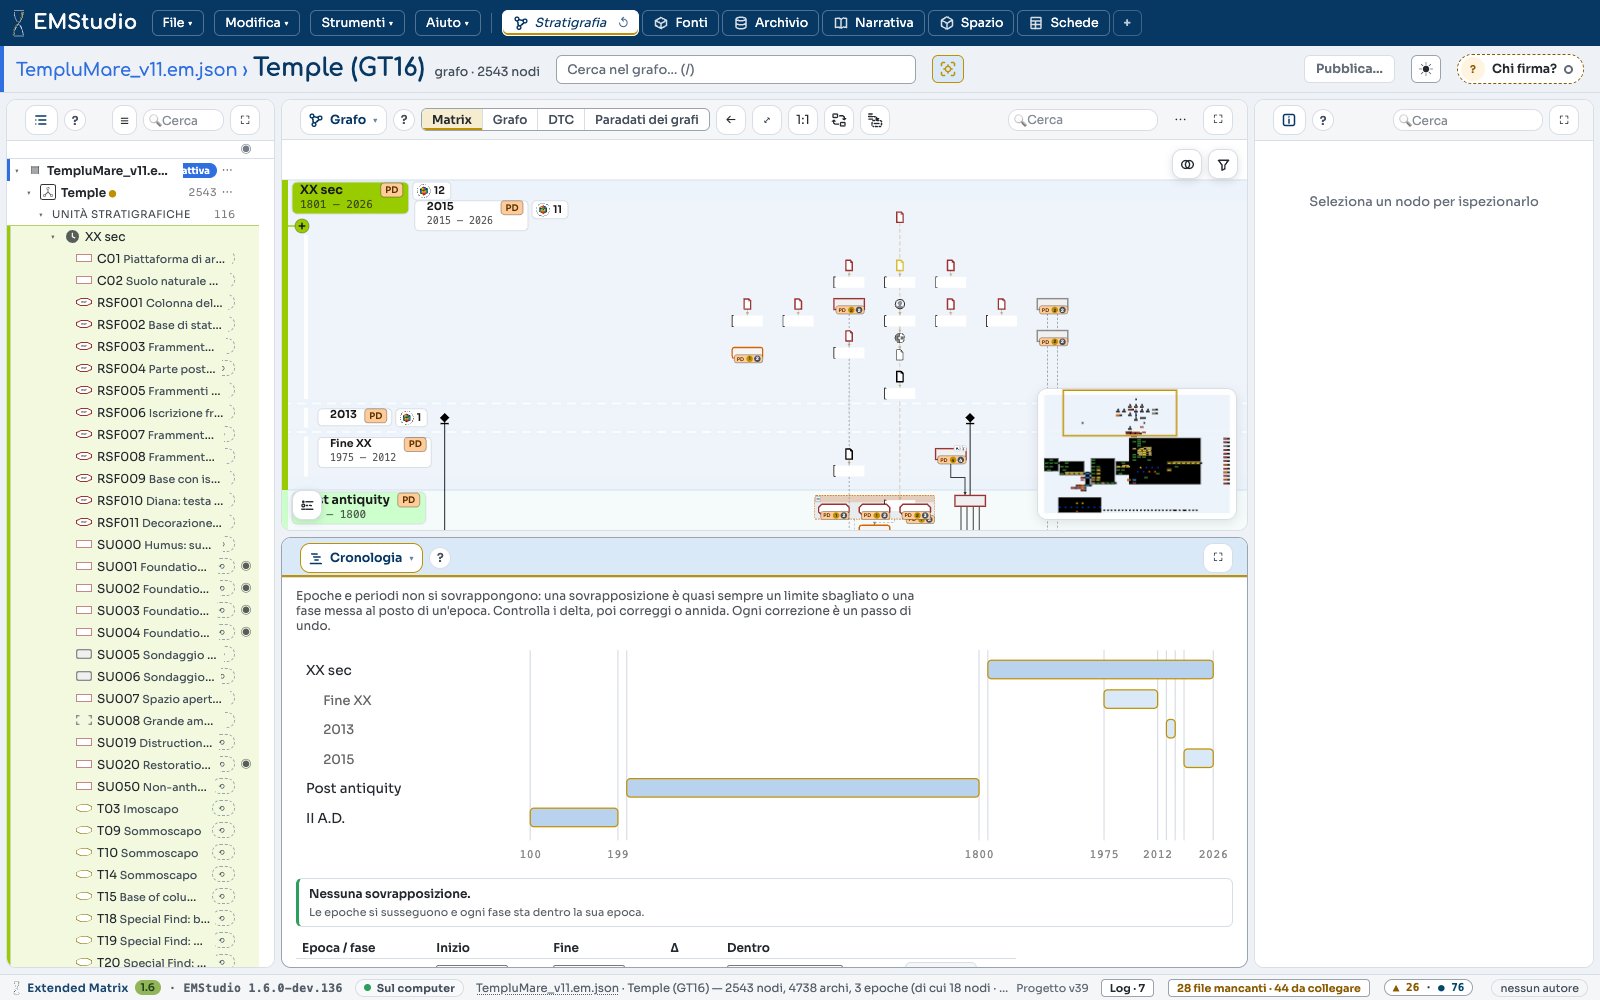 EMStudio File ▾ Modifica ▾ Strumenti ▾ Aiuto ▾ Stratigrafia ↺ Fonti Archivio Narrativa Spazio Schede +
TempluMare_v11.em.json › Temple (GT16) grafo · 2543 nodi Cerca nel grafo... (/) Pubblica... ? Chi firma?
? Cerca
TempluMare_v11.e... attiva ...
Temple 2543 ...
UNITÀ STRATIGRAFICHE 116
XX sec
C01 Piattaforma di ar...
C02 Suolo naturale ...
RSF001 Colonna del...
RSF002 Base di stat...
RSF003 Framment...
RSF004 Parte post...
RSF005 Frammenti ...
RSF006 Iscrizione fr...
RSF007 Framment...
RSF008 Framment...
RSF009 Base con is...
RSF010 Diana: testa ...
RSF011 Decorazione...
SU000 Humus: su...
SU001 Foundatio...
SU002 Foundatio...
SU003 Foundatio...
SU004 Foundatio...
SU005 Sondaggio ...
SU006 Sondaggio...
SU007 Spazio apert...
SU008 Grande am...
SU019 Distruction...
SU020 Restoratio...
SU050 Non-anth...
T03 Imoscapo
T09 Sommoscapo
T10 Sommoscapo
T14 Sommoscapo
T15 Base of colu...
T18 Special Find: b...
T19 Special Find: ...
T20 Special Find: ...
Grafo ▾ ? Matrix Grafo DTC Paradati dei grafi ← 1:1 Cerca ...
XX sec PD 12
1801 – 2026
2015 PD 11
2015 – 2026
2013 PD 1
Fine XX PD
1975 – 2012
t antiquity PD
– 1800
Cronologia ▾ ?
Epoche e periodi non si sovrappongono: una sovrapposizione è quasi sempre un limite sbagliato o una
fase messa al posto di un'epoca. Controlla i delta, poi correggi o annida. Ogni correzione è un passo di
undo.
XX sec
Fine XX
2013
2015
Post antiquity
II A.D.
100 199 1800 1975 2012 2026
Nessuna sovrapposizione.
Le epoche si susseguono e ogni fase sta dentro la sua epoca.
Epoca / fase Inizio Fine Δ Dentro
? Cerca
Seleziona un nodo per ispezionarlo
Extended Matrix 1.6 · EMStudio 1.6.0-dev.136 Sul computer TempluMare_v11.em.json · Temple (GT16) — 2543 nodi, 4738 archi, 3 epoche (di cui 18 nodi · ... Progetto v39 Log · 7 28 file mancanti · 44 da collegare ▲ 26 · ● 76 nessun autore